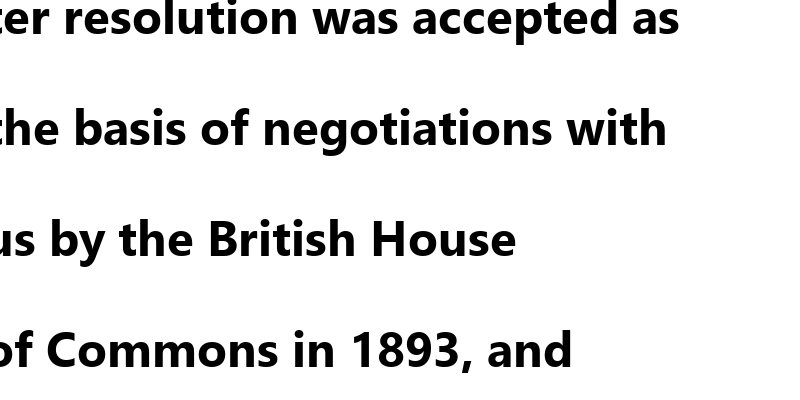 resolution was accepted as
the basis of negotiations with
us by the British House
of Commons in 1893, and